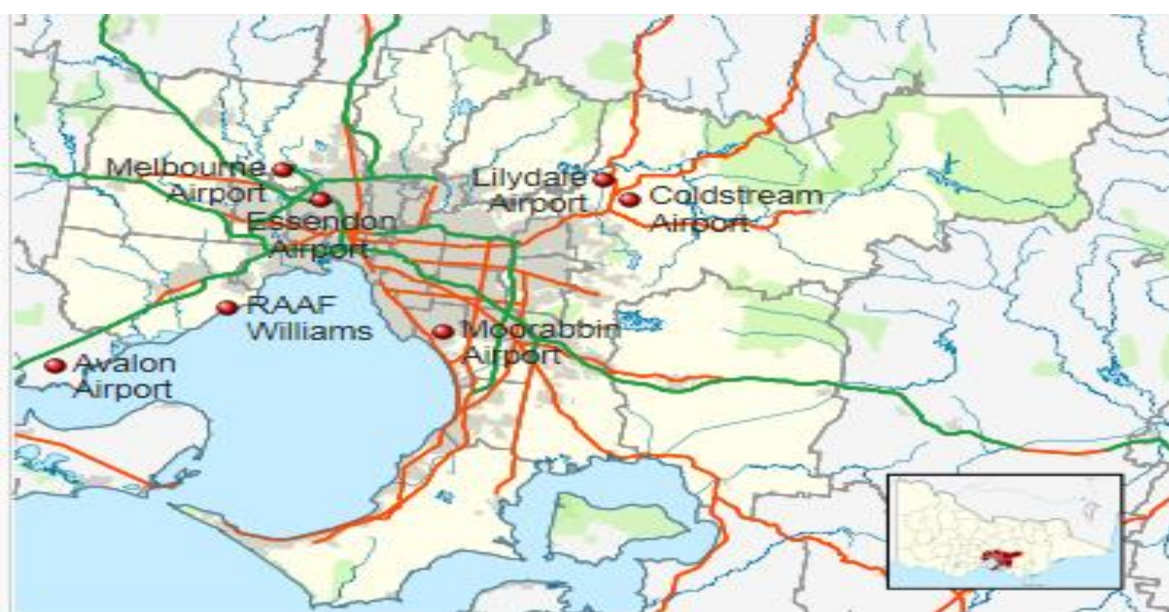 Melbourne
Airport
Essendon
Airport
Lilydale
Airport
Coldstream
Airport
RAAF
Williams
Moorabbin
Airport
Avalon
Airport